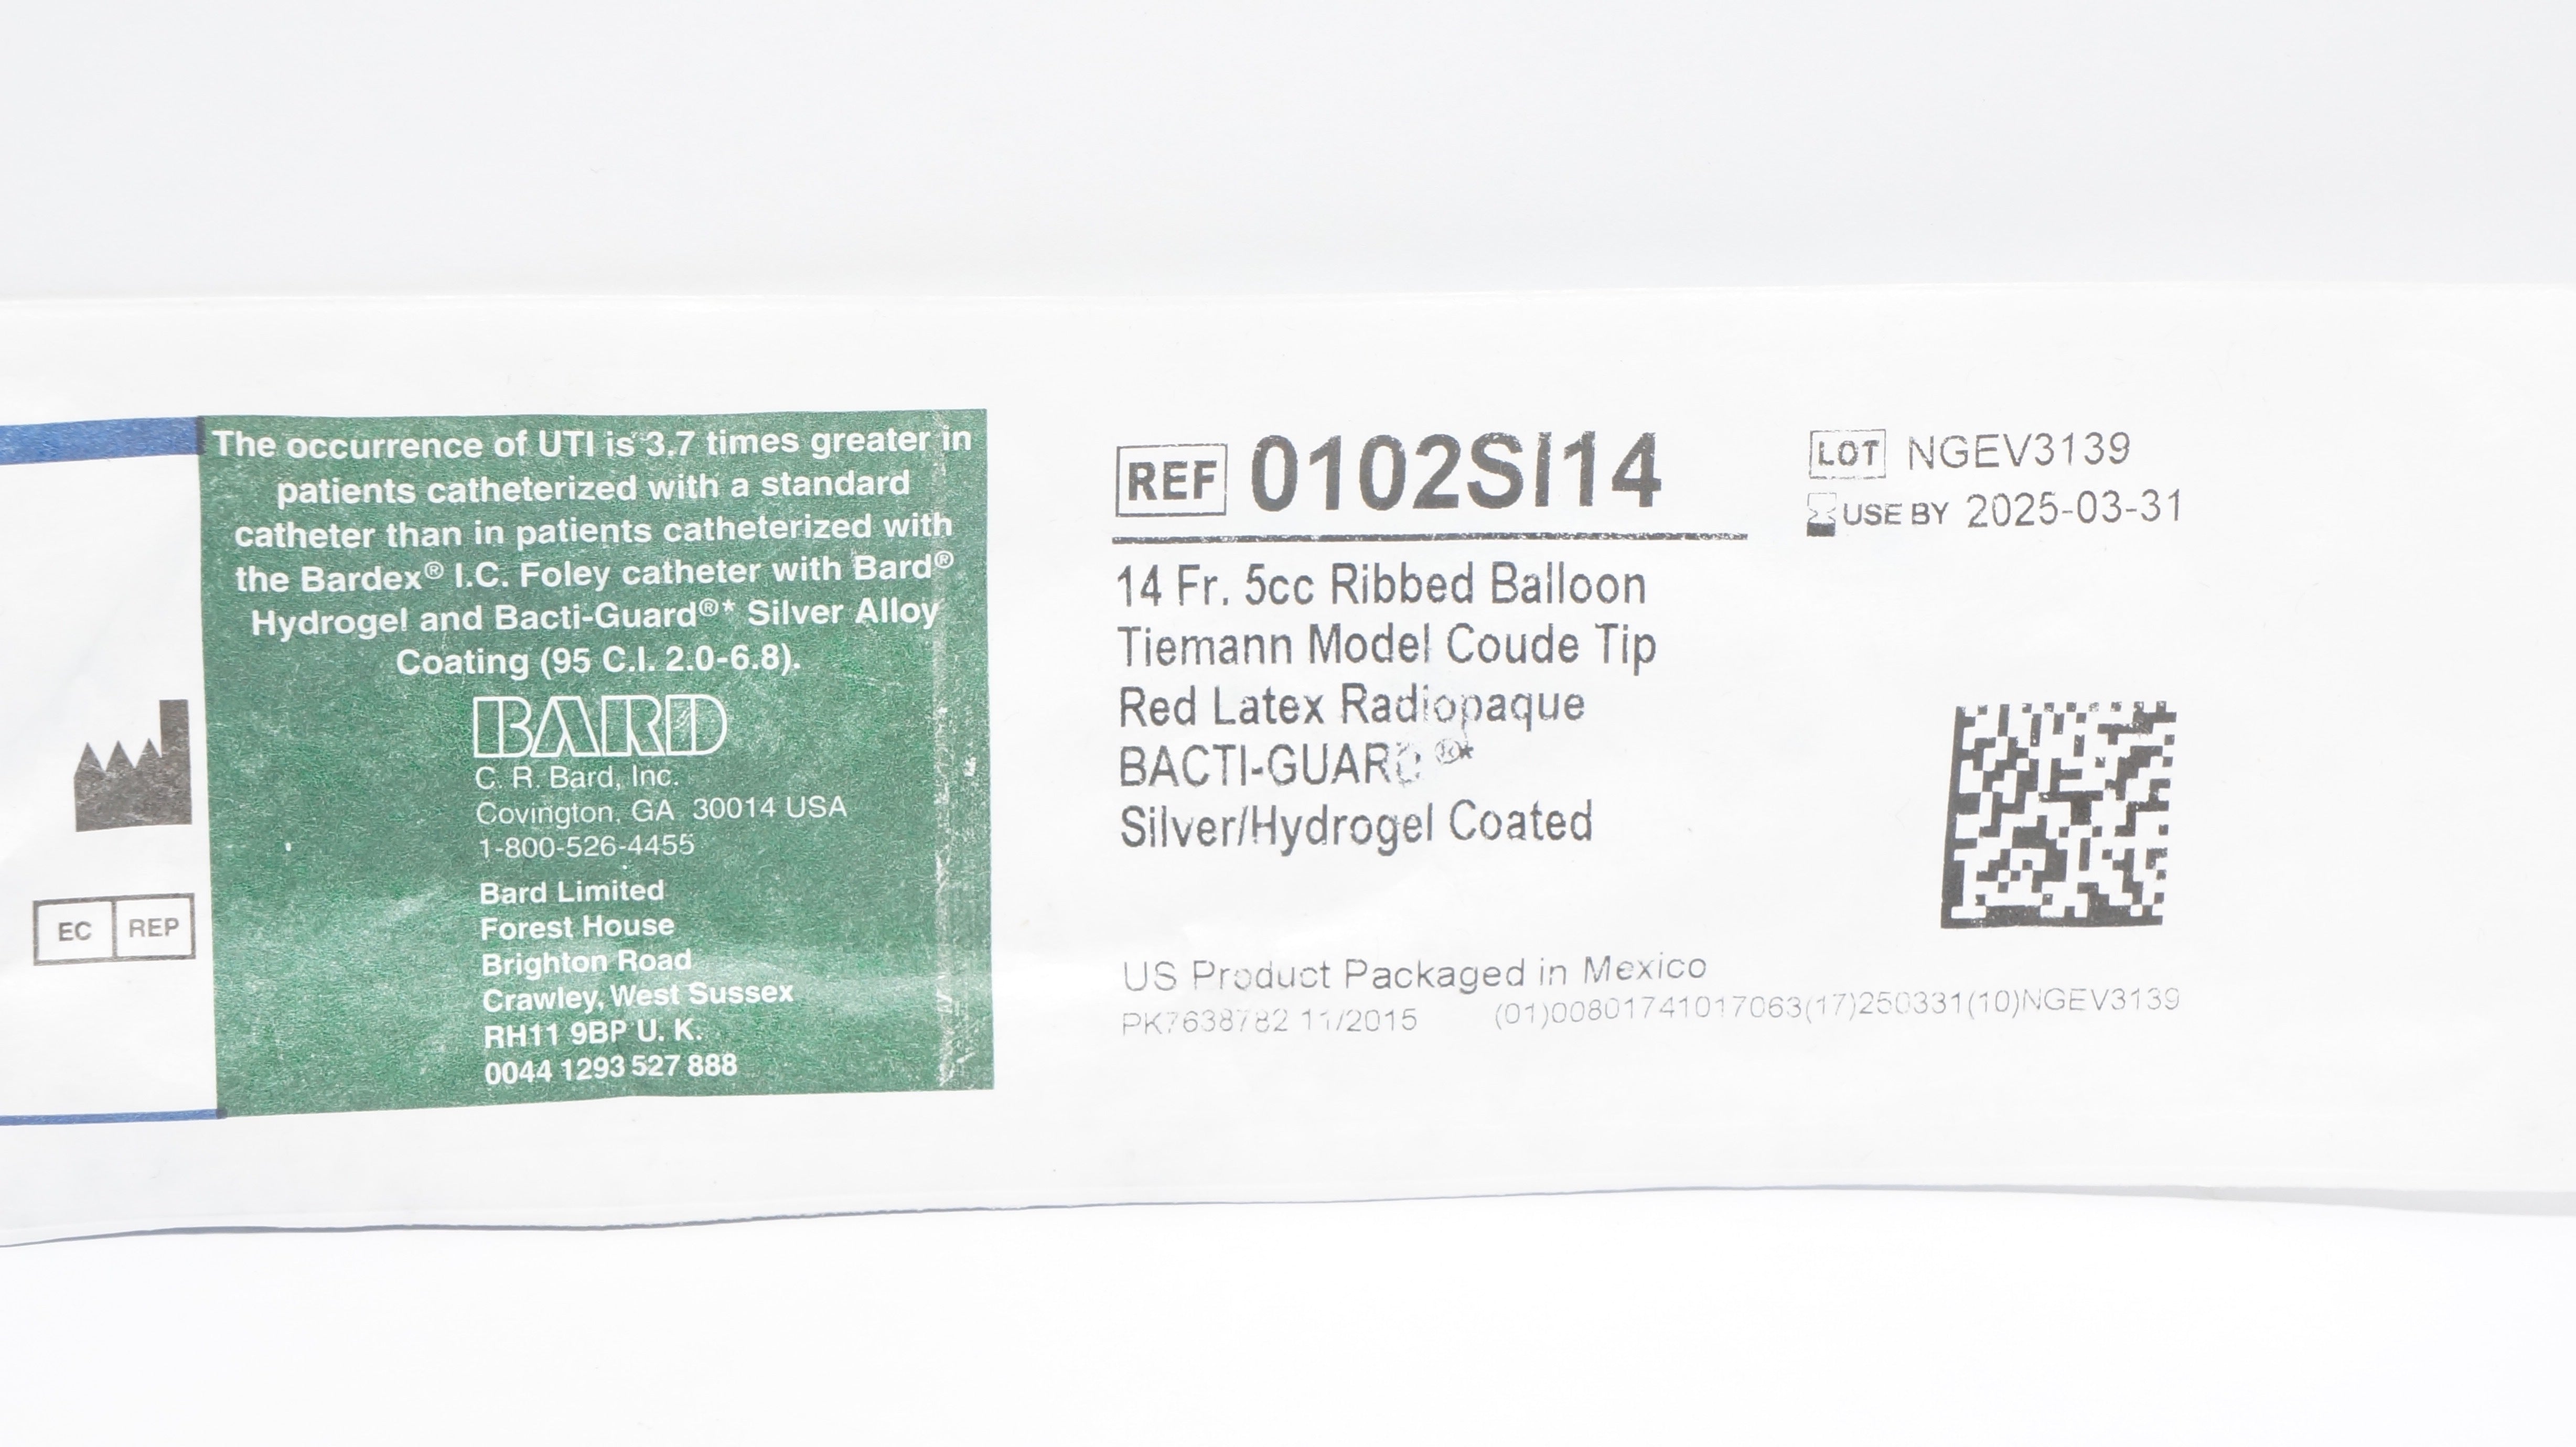 The occurrence of UTI is 3.7 times greater in
patients catheterized with a standard
catheter than in patients catheterized with
the Bardex® I.C. Foley catheter with Bard®
Hydrogel and Bacti-Guard®* Silver Alloy
Coating (95 C.I. 2.0-6.8).
BARD
C. R. Bard, Inc.
Covington, GA 30014 USA
1-800-526-4455
EC REP
Bard Limited
Forest House
Brighton Road
Crawley, West Sussex
RH11 9BP U. K.
0044 1293 527 888
REF 0102SI14
14 Fr. 5cc Ribbed Balloon
Tiemann Model Coude Tip
Red Latex Radiopaque
BACTI-GUARD ®*
Silver/Hydrogel Coated
LOT NGEV3139
USE BY 2025-03-31
US Product Packaged in Mexico
PK7638782 11/2015
(01)00801741017063(17)250331(10)NGEV3139